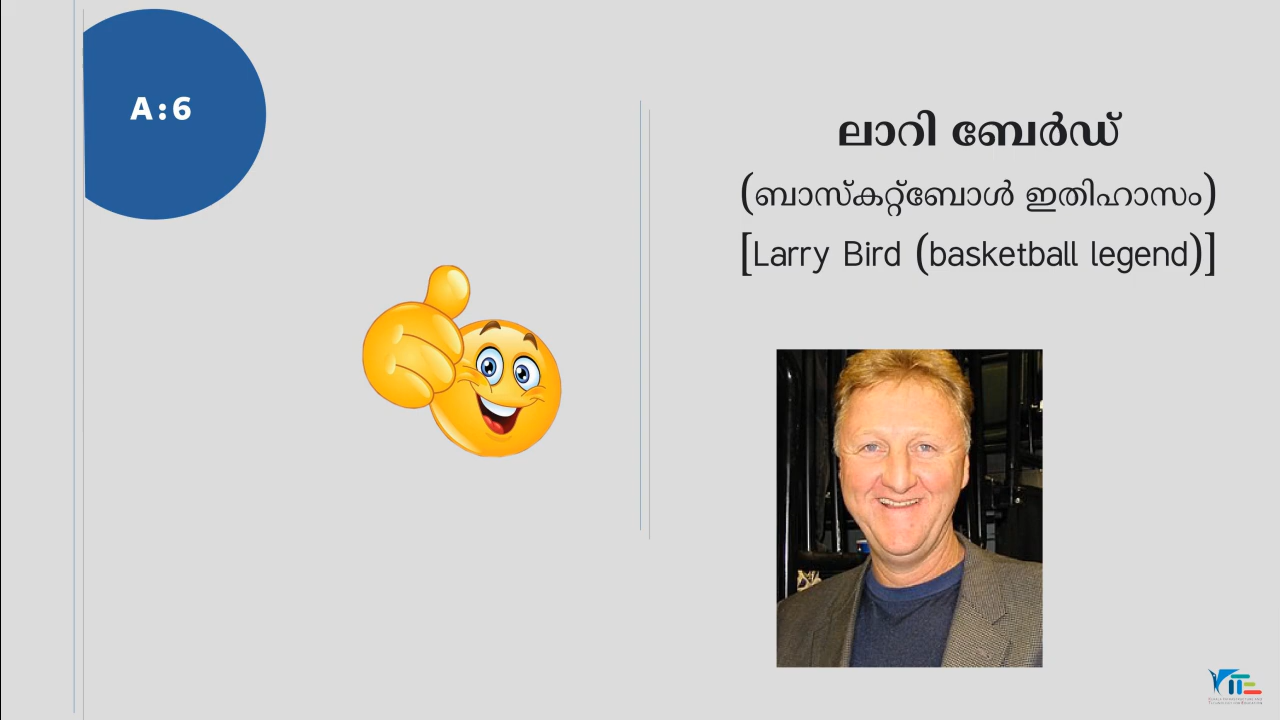 A:6
ലാറി ബേർഡ്
(ബാസ്കറ്റ്ബോൾ ഇതിഹാസം)
[Larry Bird (basketball legend)]